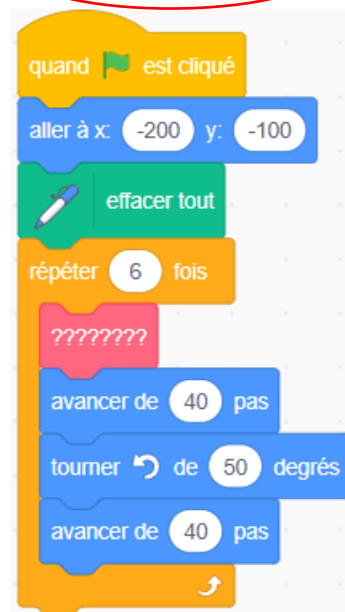 quand est cliqué
aller à x: -200 y: -100
effacer tout
répéter 6 fois
????????
avancer de 40 pas
tourner de 50 degrés
avancer de 40 pas